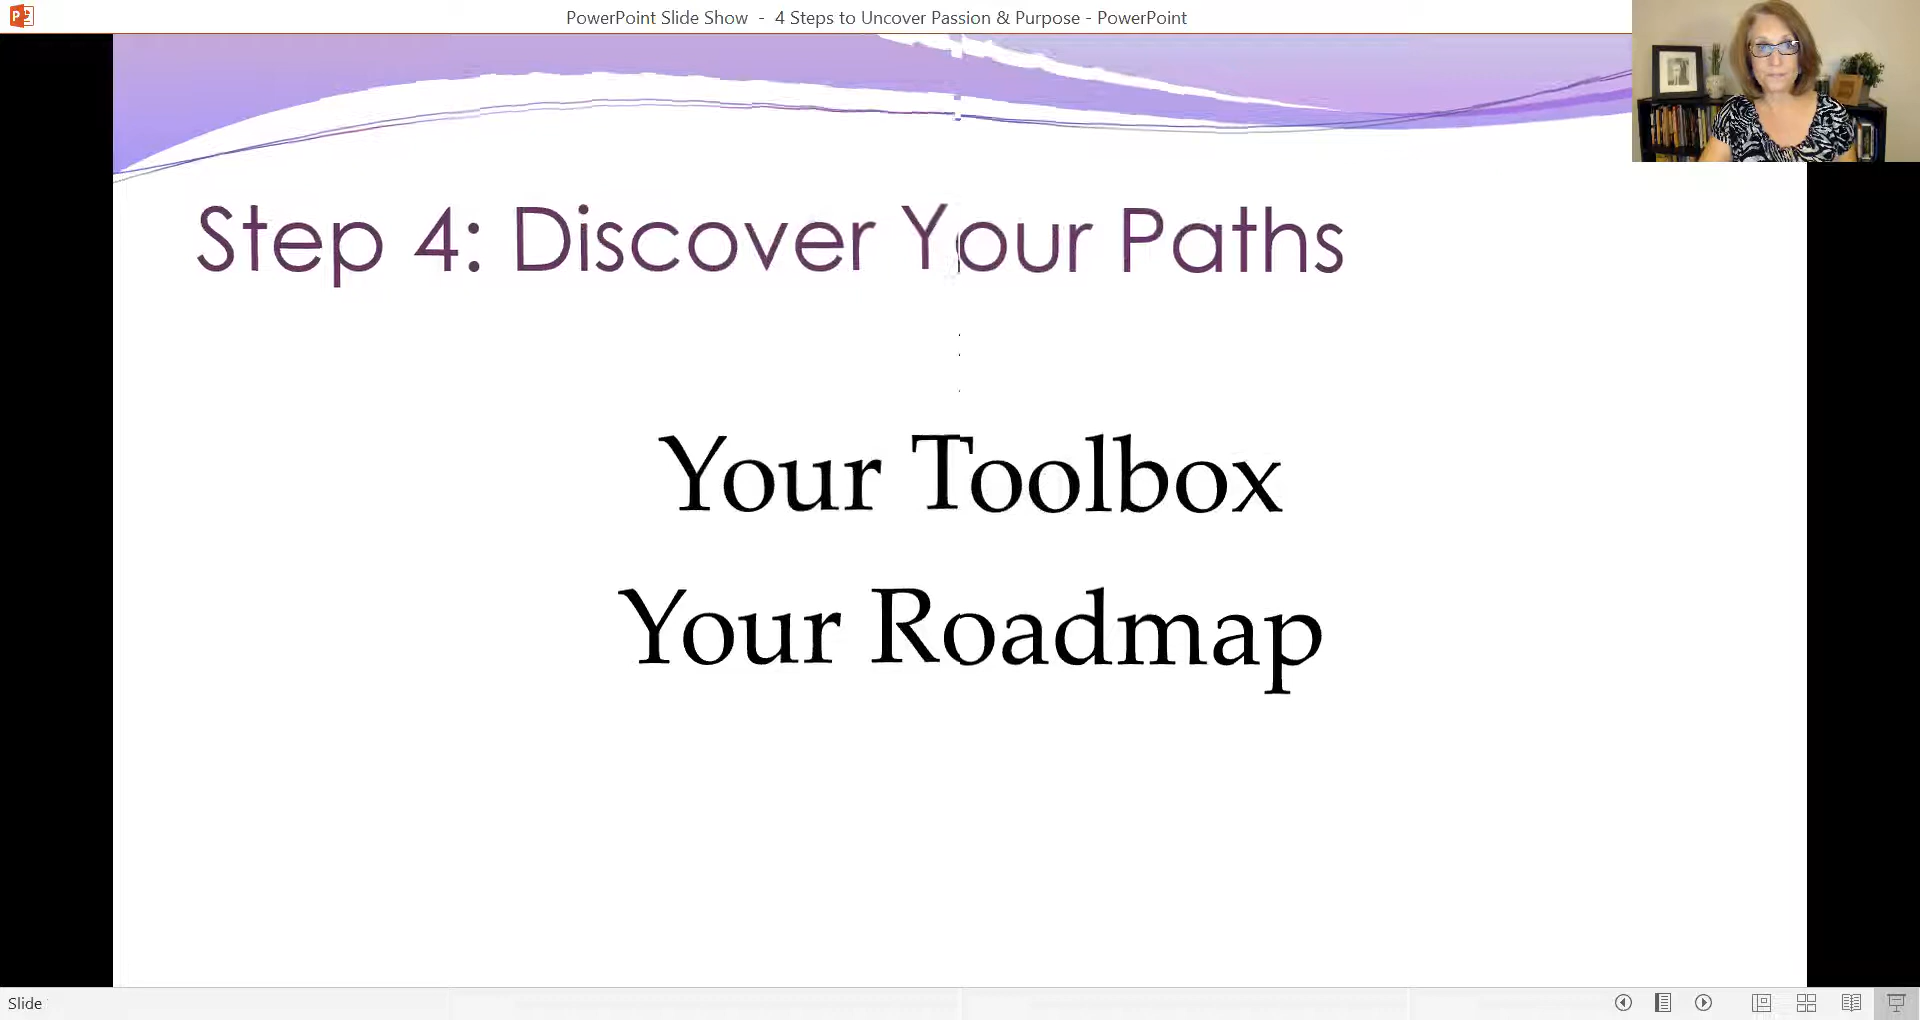 PowerPoint Slide Show - 4 Steps to Uncover Passion & Purpose - PowerPoint
Step 4: Discover Your Paths
Your Toolbox
Your Roadmap
Slide